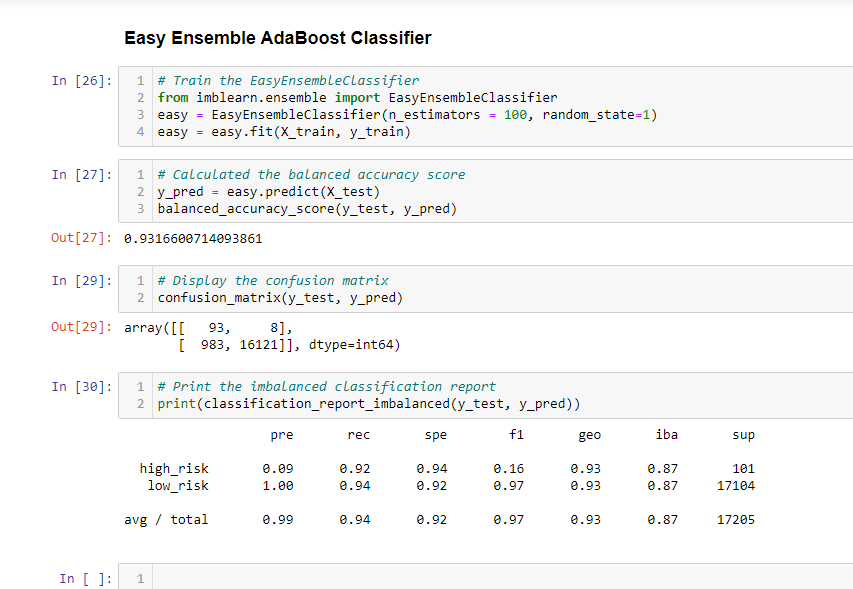 Easy Ensemble AdaBoost Classifier
In [26]: 1 # Train the EasyEnsembleClassifier
2 from imblearn.ensemble import EasyEnsembleClassifier
3 easy = EasyEnsembleClassifier(n_estimators = 100, random_state=1)
4 easy = easy.fit(X_train, y_train)
In [27]: 1 # Calculated the balanced accuracy score
2 y_pred = easy.predict(X_test)
3 balanced_accuracy_score(y_test, y_pred)
Out[27]: 0.9316600714093861
In [29]: 1 # Display the confusion matrix
2 confusion_matrix(y_test, y_pred)
Out[29]: array([[   93,     8],
[  983, 16121]], dtype=int64)
In [30]: 1 # Print the imbalanced classification report
2 print(classification_report_imbalanced(y_test, y_pred))
pre rec spe f1 geo iba sup
high_risk 0.09 0.92 0.94 0.16 0.93 0.87 101
low_risk 1.00 0.94 0.92 0.97 0.93 0.87 17104
avg / total 0.99 0.94 0.92 0.97 0.93 0.87 17205
In [ ]: 1